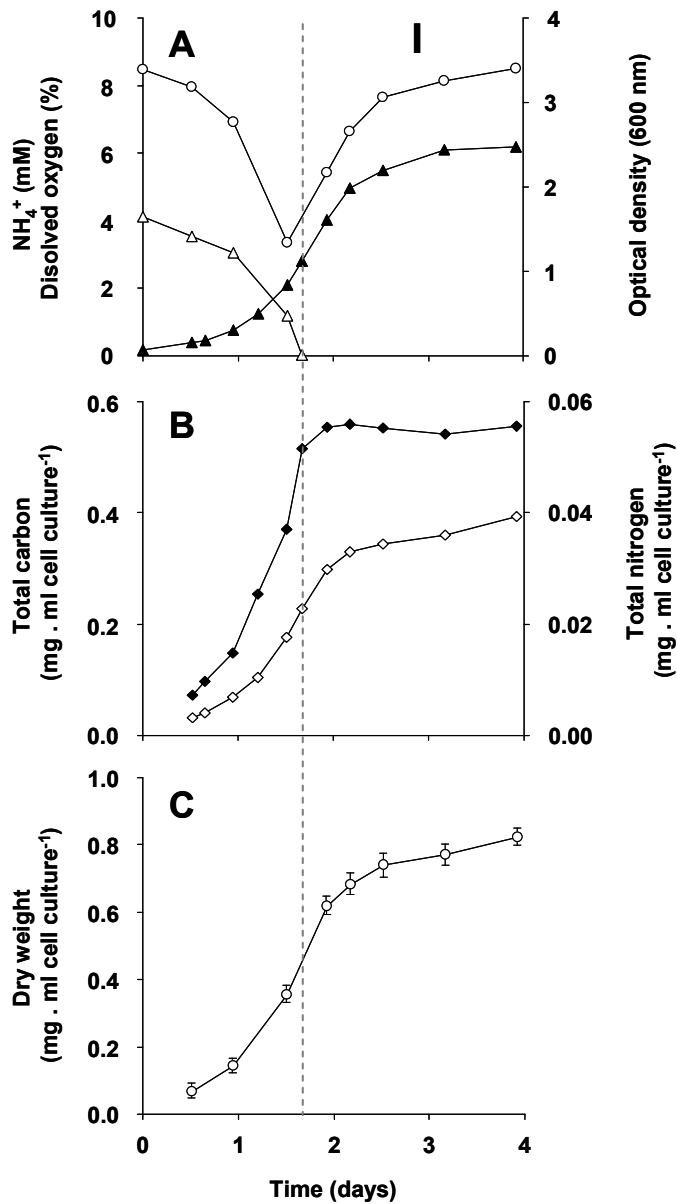 10
8
6
4
2
0
NH₄⁺ (mM)
Disolved oxygen (%)
A
I
4
3
2
1
0
Optical density (600 nm)
0.6
0.4
0.2
0.0
Total carbon
(mg . ml cell culture⁻¹)
B
0.06
0.04
0.02
0.00
Total nitrogen
(mg . ml cell culture⁻¹)
1.0
0.8
0.6
0.4
0.2
0.0
Dry weight
(mg . ml cell culture⁻¹)
C
0 1 2 3 4
Time (days)